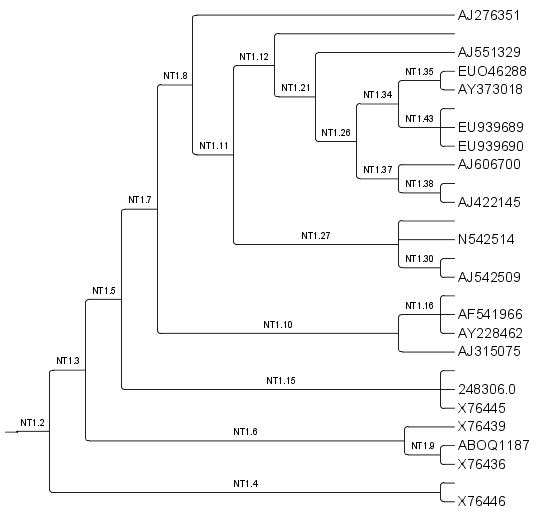 AJ276351
NT1.8
NT1.12
AJ551329
NT1.35
EUO46288
NT1.21
NT1.34
AY373018
NT1.43
EU939689
NT1.26
NT1.11
EU939690
AJ606700
NT1.37
NT1.38
AJ422145
NT1.7
NT1.27
N542514
NT1.30
AJ542509
NT1.5
NT1.16
AF541966
NT1.10
AY228462
AJ315075
NT1.3
NT1.15
248306.0
X76445
NT1.2
NT1.6
X76439
NT1.9
ABOQ1187
X76436
NT1.4
X76446